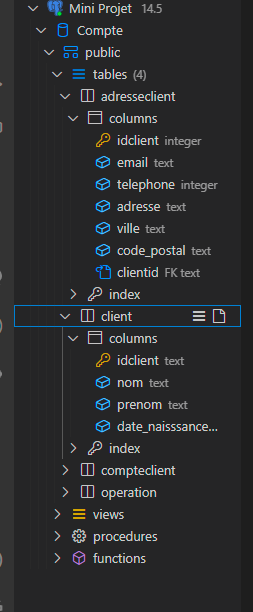 Mini Projet 14.5
Compte
public
tables (4)
adresseclient
columns
idclient integer
email text
telephone integer
adresse text
ville text
code_postal text
clientid FK text
index
client
columns
idclient text
nom text
prenom text
date_naisssance...
index
compteclient
operation
views
procedures
functions